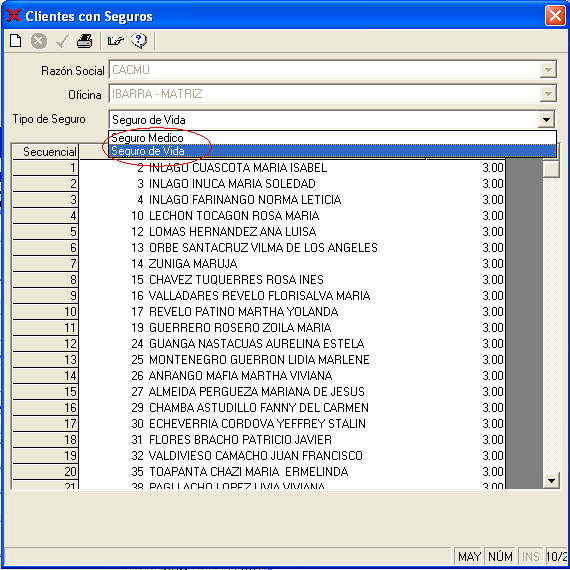 Clientes con Seguros
Razón Social CACMU
Oficina IBARRA - MATRIZ
Tipo de Seguro Seguro de Vida
Seguro Medico
Seguro de Vida
Secuencial
1 2 INLAGO CUASCOTA MARIA ISABEL 3.00
2 3 INLAGO INUCA MARIA SOLEDAD 3.00
3 4 INLAGO FARINANGO NORMA LETICIA 3.00
4 10 LECHON TOCAGON ROSA MARIA 3.00
5 12 LOMAS HERNANDEZ ANA LUISA 3.00
6 13 ORBE SANTACRUZ VILMA DE LOS ANGELES 3.00
7 14 ZUNIGA MARUJA 3.00
8 15 CHAVEZ TUQUERRES ROSA INES 3.00
9 16 VALLADARES REVELO FLORISALVA MARIA 3.00
10 17 REVELO PATINO MARTHA YOLANDA 3.00
11 19 GUERRERO ROSERO ZOILA MARIA 3.00
12 24 GUANGA NASTACUAS AURELINA ESTELA 3.00
13 25 MONTENEGRO GUERRON LIDIA MARLENE 3.00
14 26 ANRANGO MAFIA MARTHA VIVIANA 3.00
15 27 ALMEIDA PERGUEZA MARIANA DE JESUS 3.00
16 29 CHAMBA ASTUDILLO FANNY DEL CARMEN 3.00
17 30 ECHEVERRIA CORDOVA YEFFREY STALIN 3.00
18 31 FLORES BRACHO PATRICIO JAVIER 3.00
19 32 VALDIVIESO CAMACHO JUAN FRANCISCO 3.00
20 35 TOAPANTA CHAZI MARIA ERMELINDA 3.00
21 38 PAGLLACHO LOPEZ LIVIA VIVIANA 3.00
MAY NÚM INS 10/2